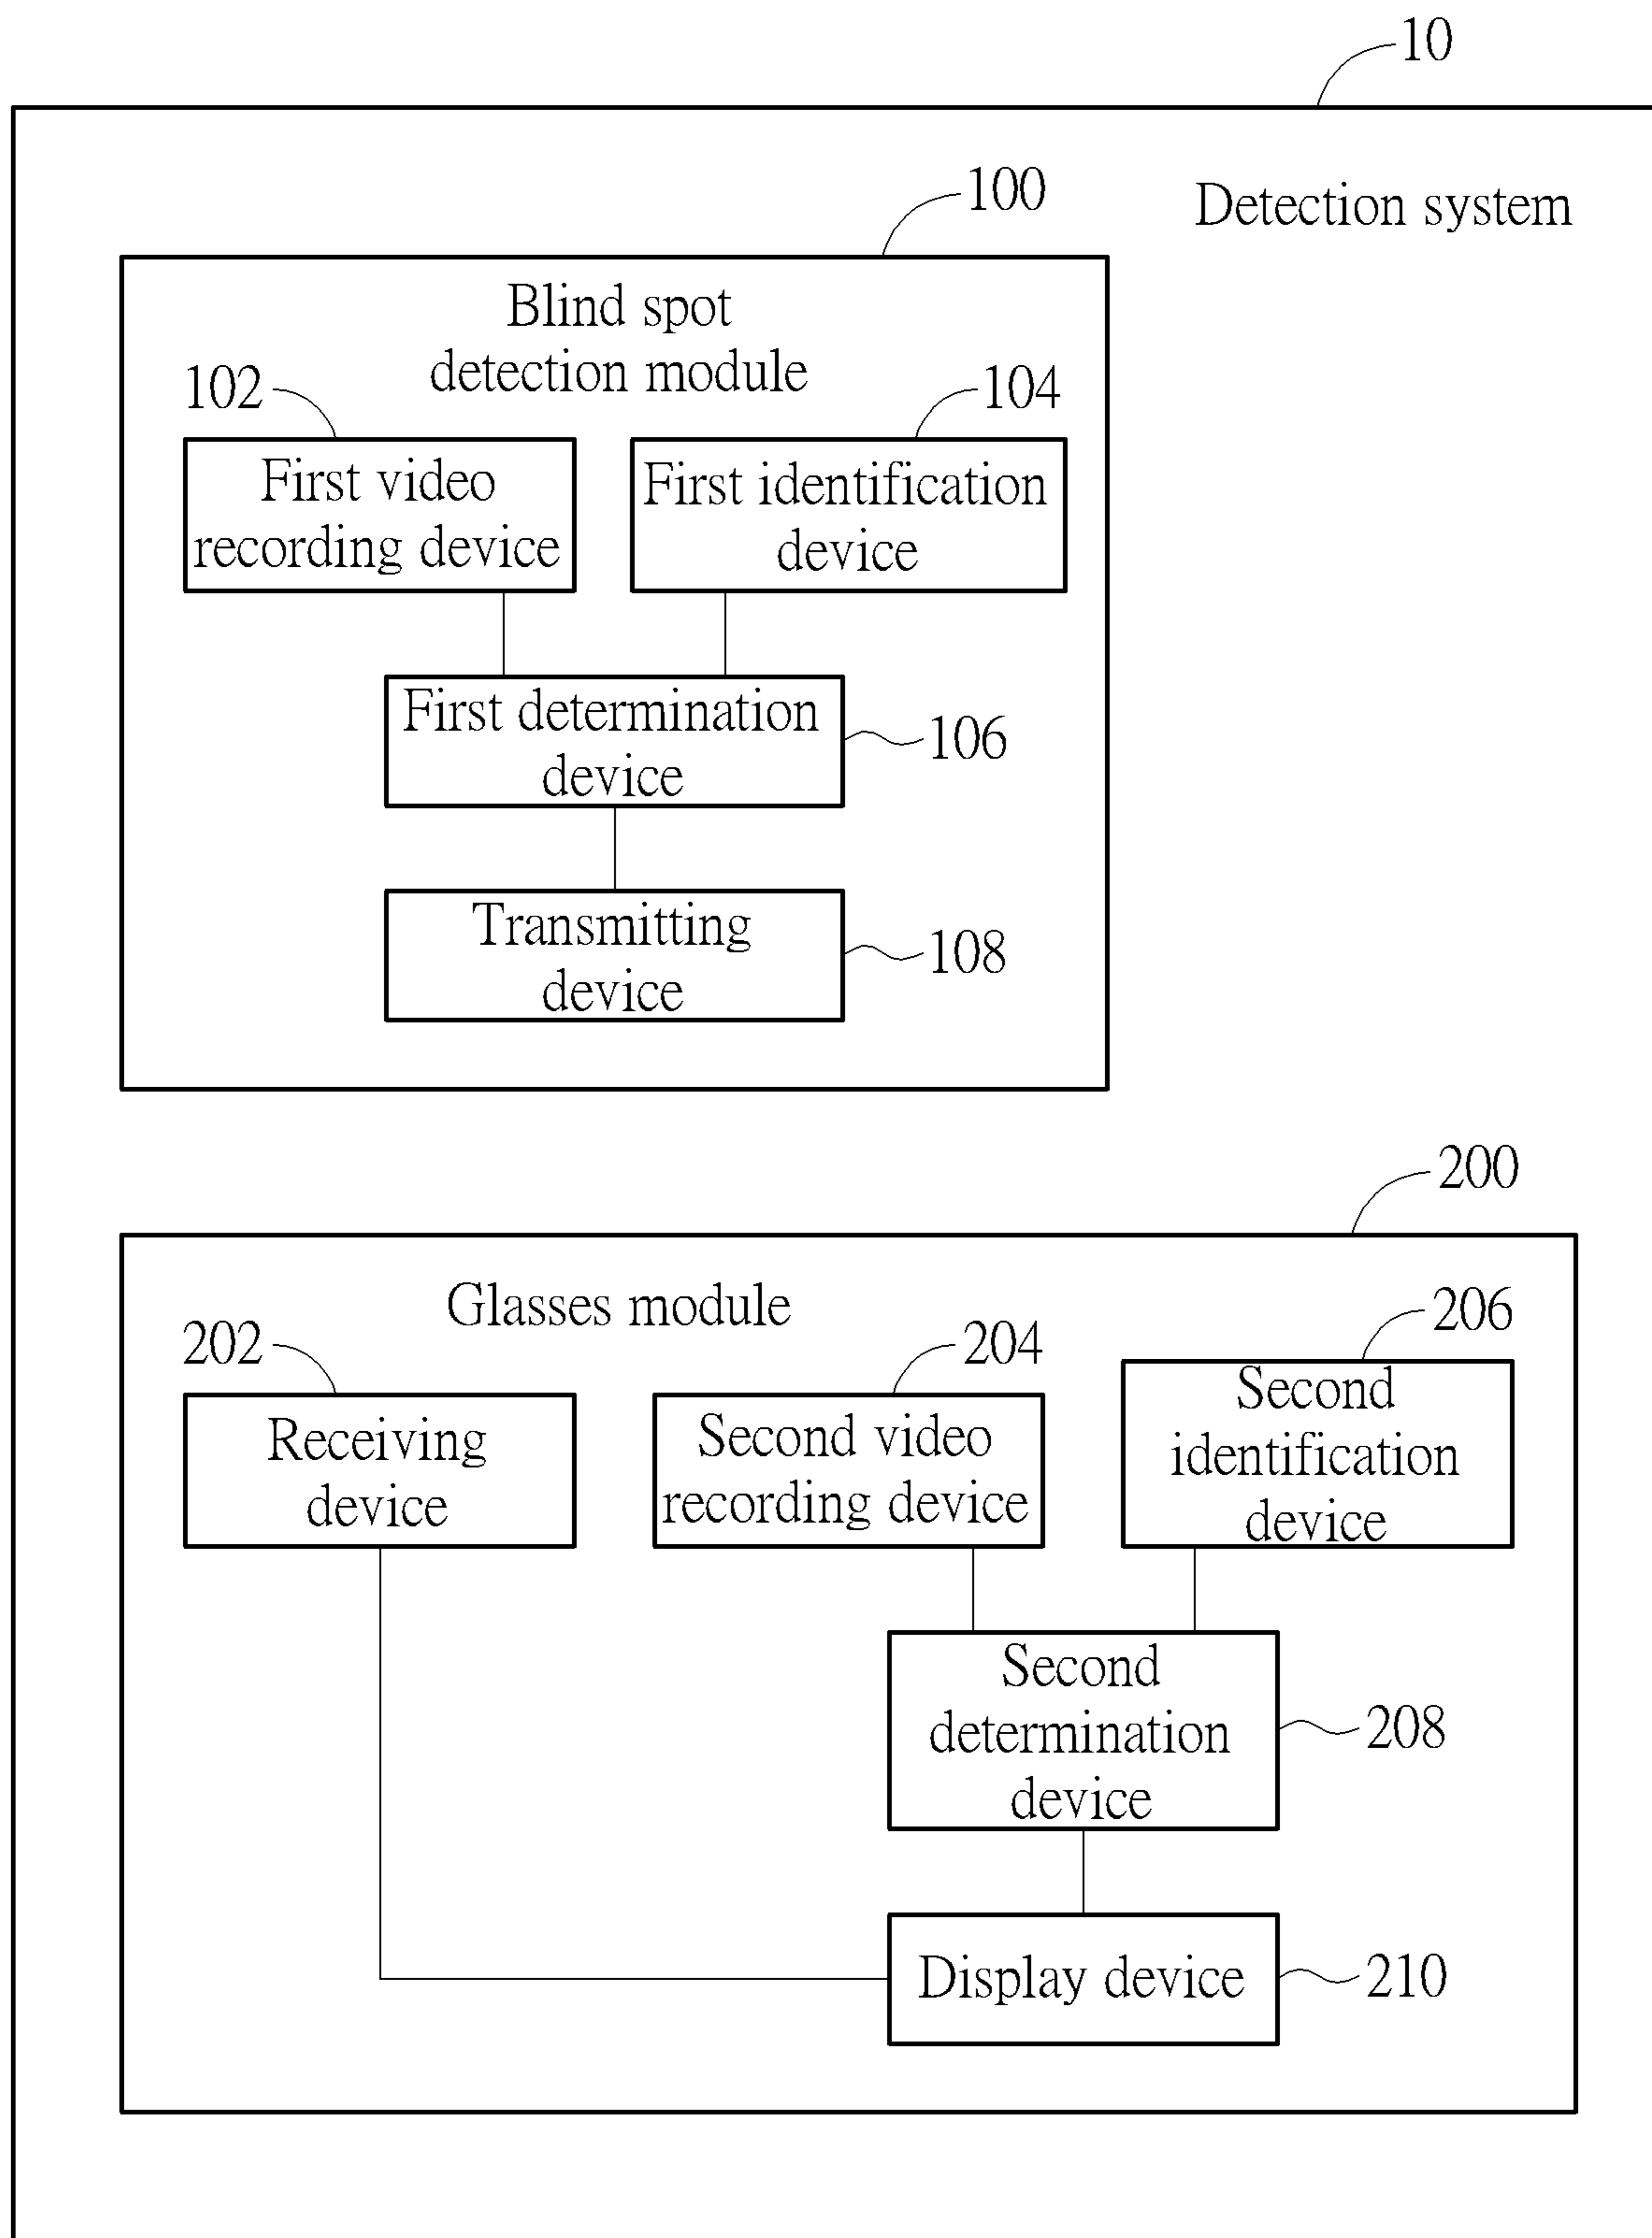 10
Detection system
100
Blind spot
detection module
102
104
First video
recording device
First identification
device
First determination
device
106
Transmitting
device
108
200
Glasses module
202
204
206
Receiving
device
Second video
recording device
Second
identification
device
Second
determination
device
208
Display device
210